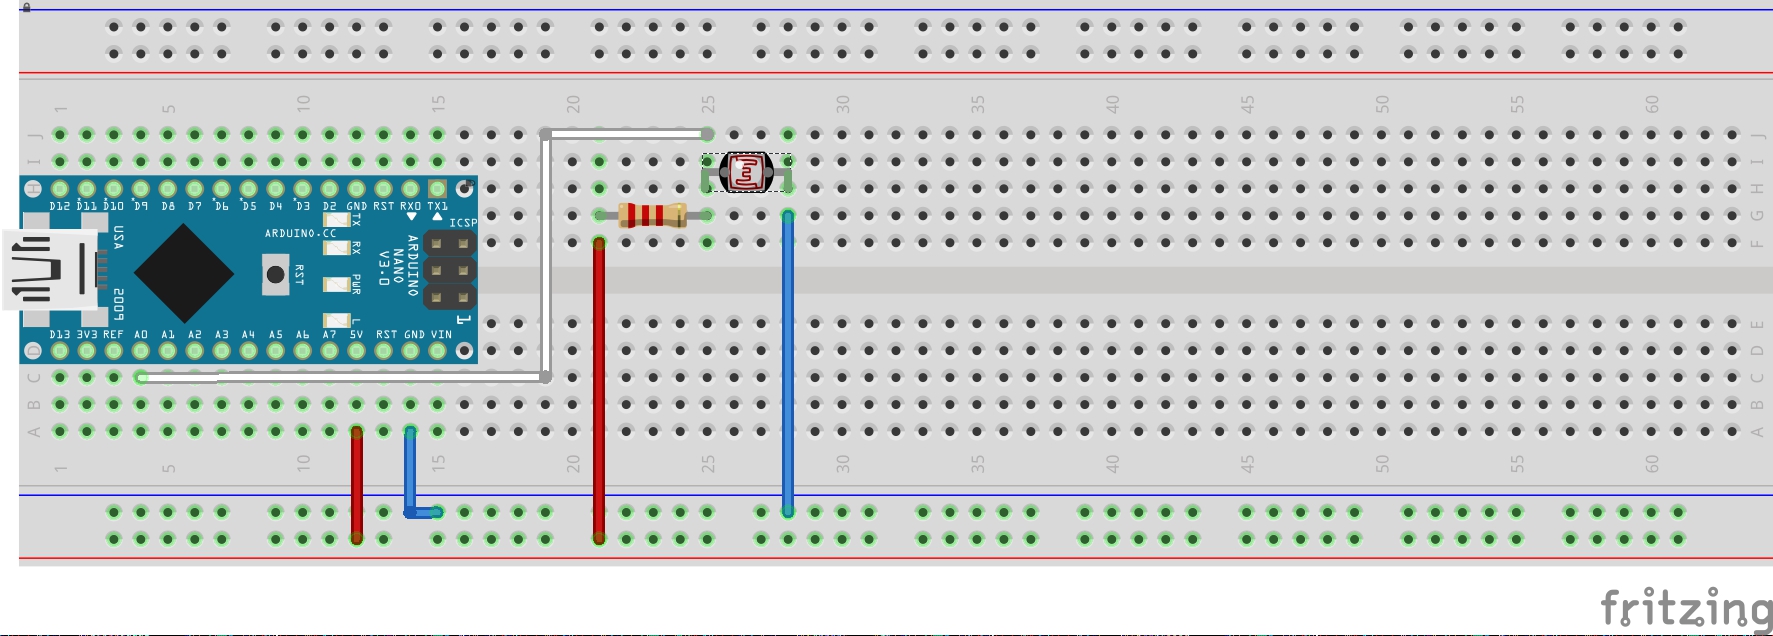 1 5 10 15 20 25 30 35 40 45 50 55 60
J J
I I
H H
D12 D11 D10 D9 D8 D7 D6 D5 D4 D3 D2 GND RST RX0 TX1
G G
F F
USA
2009
ARDUINO.CC
RST
TX
RX
PWR
L
ARDUINO
NANO
V3.0
ICSP
1
D13 3V3 REF A0 A1 A2 A3 A4 A5 A6 A7 5V RST GND VIN
E
D D
C C
B B
A A
1 5 10 15 20 25 30 35 40 45 50 55 60
fritzing